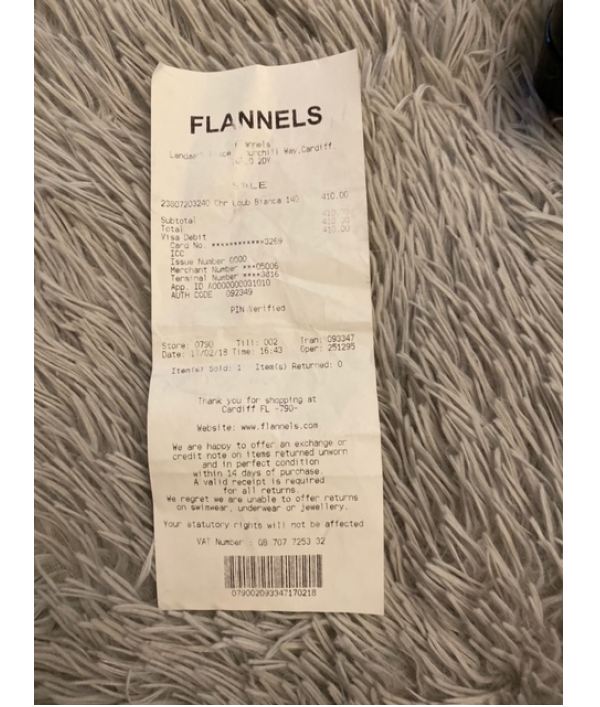 FLANNELS
Way,Cardiff.
2DY
SALE
23807203240 Chr Loub Bianca 140 410.00
Subtotal 410.00
Total 410.00
Visa Debit 410.00
Card No. ************3269
ICC
Issue Number 0000
Merchant Number ***05006
Terminal Number ****3816
App. ID A0000000031010
AUTH CODE 092349
PIN Verified
Store: 0790 Till: 002 Tran: 093347
Date: 17/02/18 Time: 16:43 Oper: 251295
Item(s) Sold: 1 Item(s) Returned: 0
Thank you for shopping at
Cardiff FL -790-
Website: www.flannels.com
We are happy to offer an exchange or
credit note on items returned unworn
and in perfect condition
within 14 days of purchase.
A valid receipt is required
for all returns.
We regret we are unable to offer returns
on swimwear, underwear or jewellery.
Your statutory rights will not be affected
VAT Number : GB 707 7253 32
079002093347170218